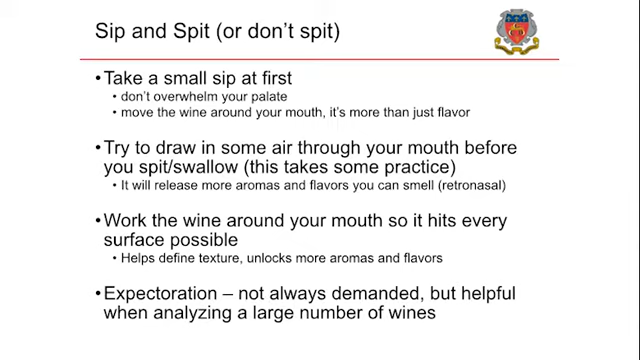 Sip and Spit (or don't spit)
•Take a small sip at first
• don't overwhelm your palate
• move the wine around your mouth, it's more than just flavor
•Try to draw in some air through your mouth before
you spit/swallow (this takes some practice)
• It will release more aromas and flavors you can smell (retronasal)
•Work the wine around your mouth so it hits every
surface possible
• Helps define texture, unlocks more aromas and flavors
•Expectoration – not always demanded, but helpful
when analyzing a large number of wines